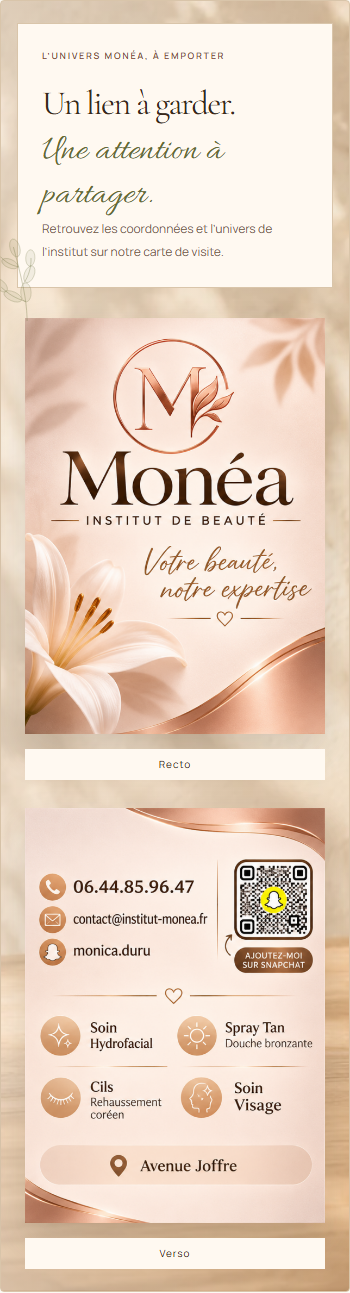 L'UNIVERS MONÉA, À EMPORTER
Un lien à garder.
Une attention à
partager.
Retrouvez les coordonnées et l'univers de
l'institut sur notre carte de visite.
M
Monéa
INSTITUT DE BEAUTÉ
Votre beauté,
notre expertise
Recto
06.44.85.96.47
contact@institut-monea.fr
monica.duru
AJOUTEZ-MOI
SUR SNAPCHAT
Soin
Hydrofacial
Spray Tan
Douche bronzante
Cils
Rehaussement
coréen
Soin
Visage
Avenue Joffre
Verso